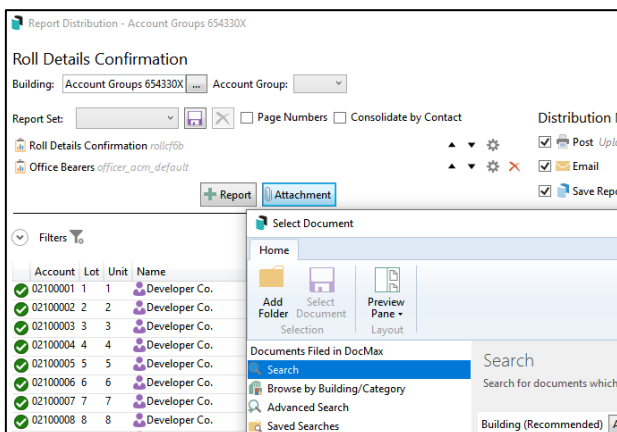 Report Distribution - Account Groups 654330X
Roll Details Confirmation
Building: Account Groups 654330X ... Account Group:
Report Set: Page Numbers Consolidate by Contact
Distribution
Roll Details Confirmation rollcf6b
Post
Office Bearers officer_acm_default
Email
Report Attachment
Save
Filters
Account Lot Unit Name
02100001 1 1 Developer Co.
02100002 2 2 Developer Co.
02100003 3 3 Developer Co.
02100004 4 4 Developer Co.
02100005 5 5 Developer Co.
02100006 6 6 Developer Co.
02100007 7 7 Developer Co.
02100008 8 8 Developer Co.
Select Document
Home
Add Folder
Select Document
Preview Pane
Selection
Layout
Documents Filed in DocMax
Search
Browse by Building/Category
Advanced Search
Saved Searches
Search
Search for documents which
Building (Recommended)